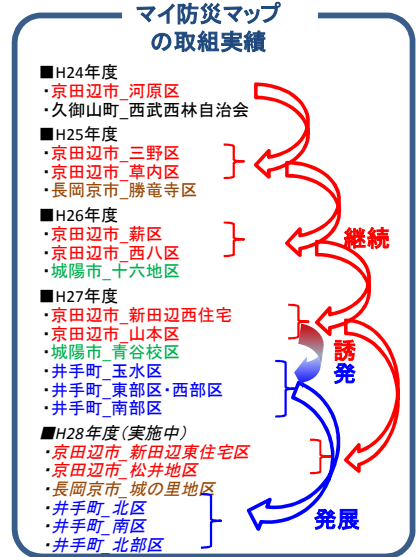 マイ防災マップ
の取組実績
■H24年度
・京田辺市_河原区
・久御山町_西武西林自治会
■H25年度
・京田辺市_三野区
・京田辺市_草内区
・長岡京市_勝竜寺区
■H26年度
・京田辺市_薪区
・京田辺市_西八区
・城陽市_十六地区
継続
■H27年度
・京田辺市_新田辺西住宅
・京田辺市_山本区
・城陽市_青谷校区
・井手町_玉水区
・井手町_東部区・西部区
・井手町_南部区
誘
発
■H28年度（実施中）
・京田辺市_新田辺東住宅区
・京田辺市_松井地区
・長岡京市_城の里地区
・井手町_北区
・井手町_南区
・井手町_北部区
発展